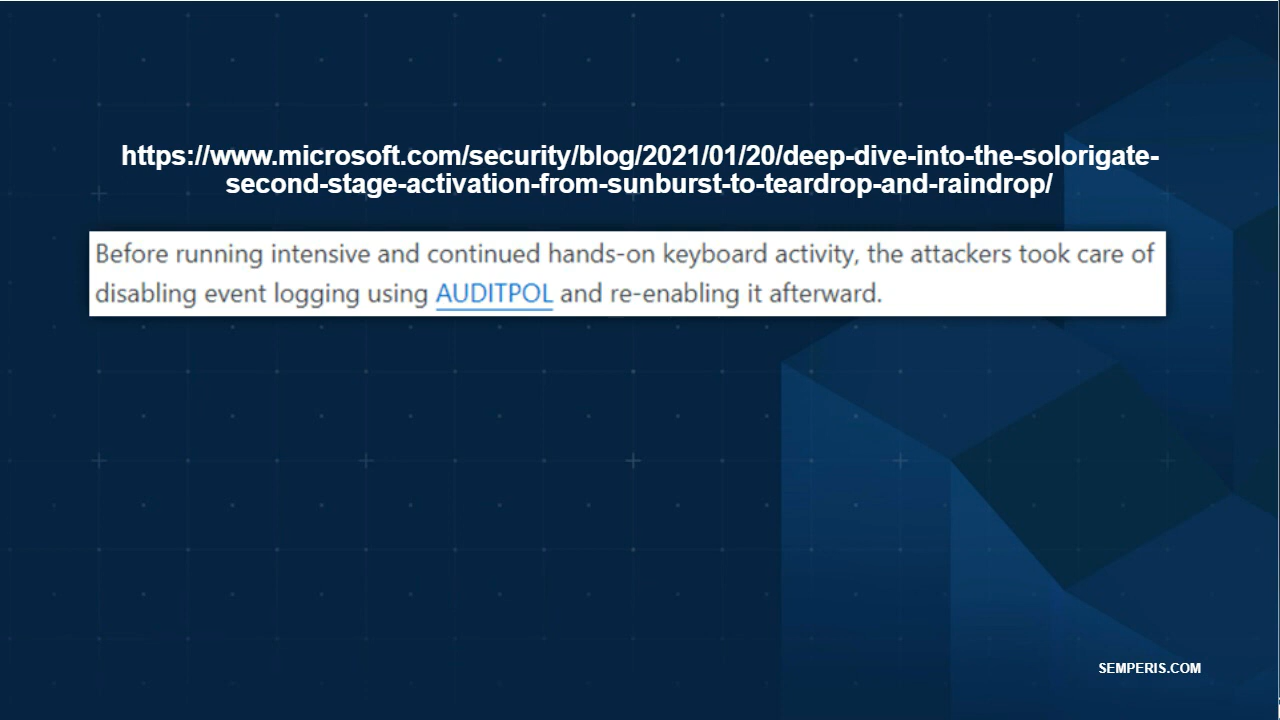 https://www.microsoft.com/security/blog/2021/01/20/deep-dive-into-the-solorigate-
second-stage-activation-from-sunburst-to-teardrop-and-raindrop/
Before running intensive and continued hands-on keyboard activity, the attackers took care of
disabling event logging using AUDITPOL and re-enabling it afterward.
SEMPERIS.COM